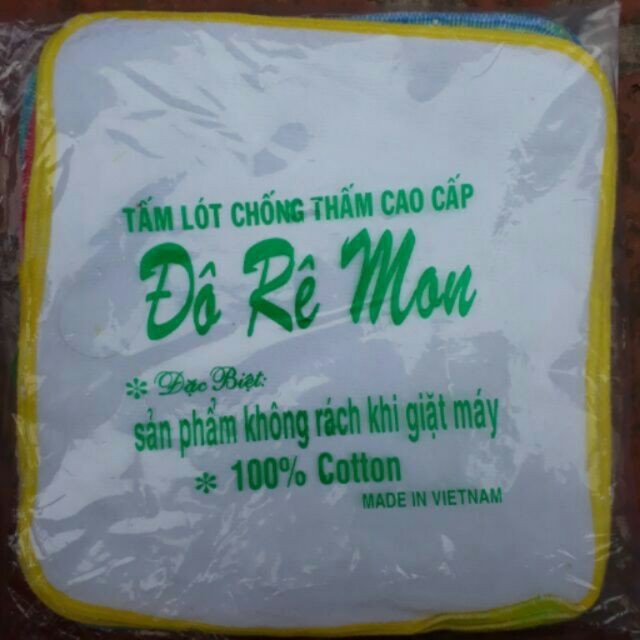 TẤM LÓT CHỐNG THẤM CAO CẤP
Đô Rê Mon
* Đặc Biệt:
sản phẩm không rách khi giặt máy
* 100% Cotton
MADE IN VIETNAM